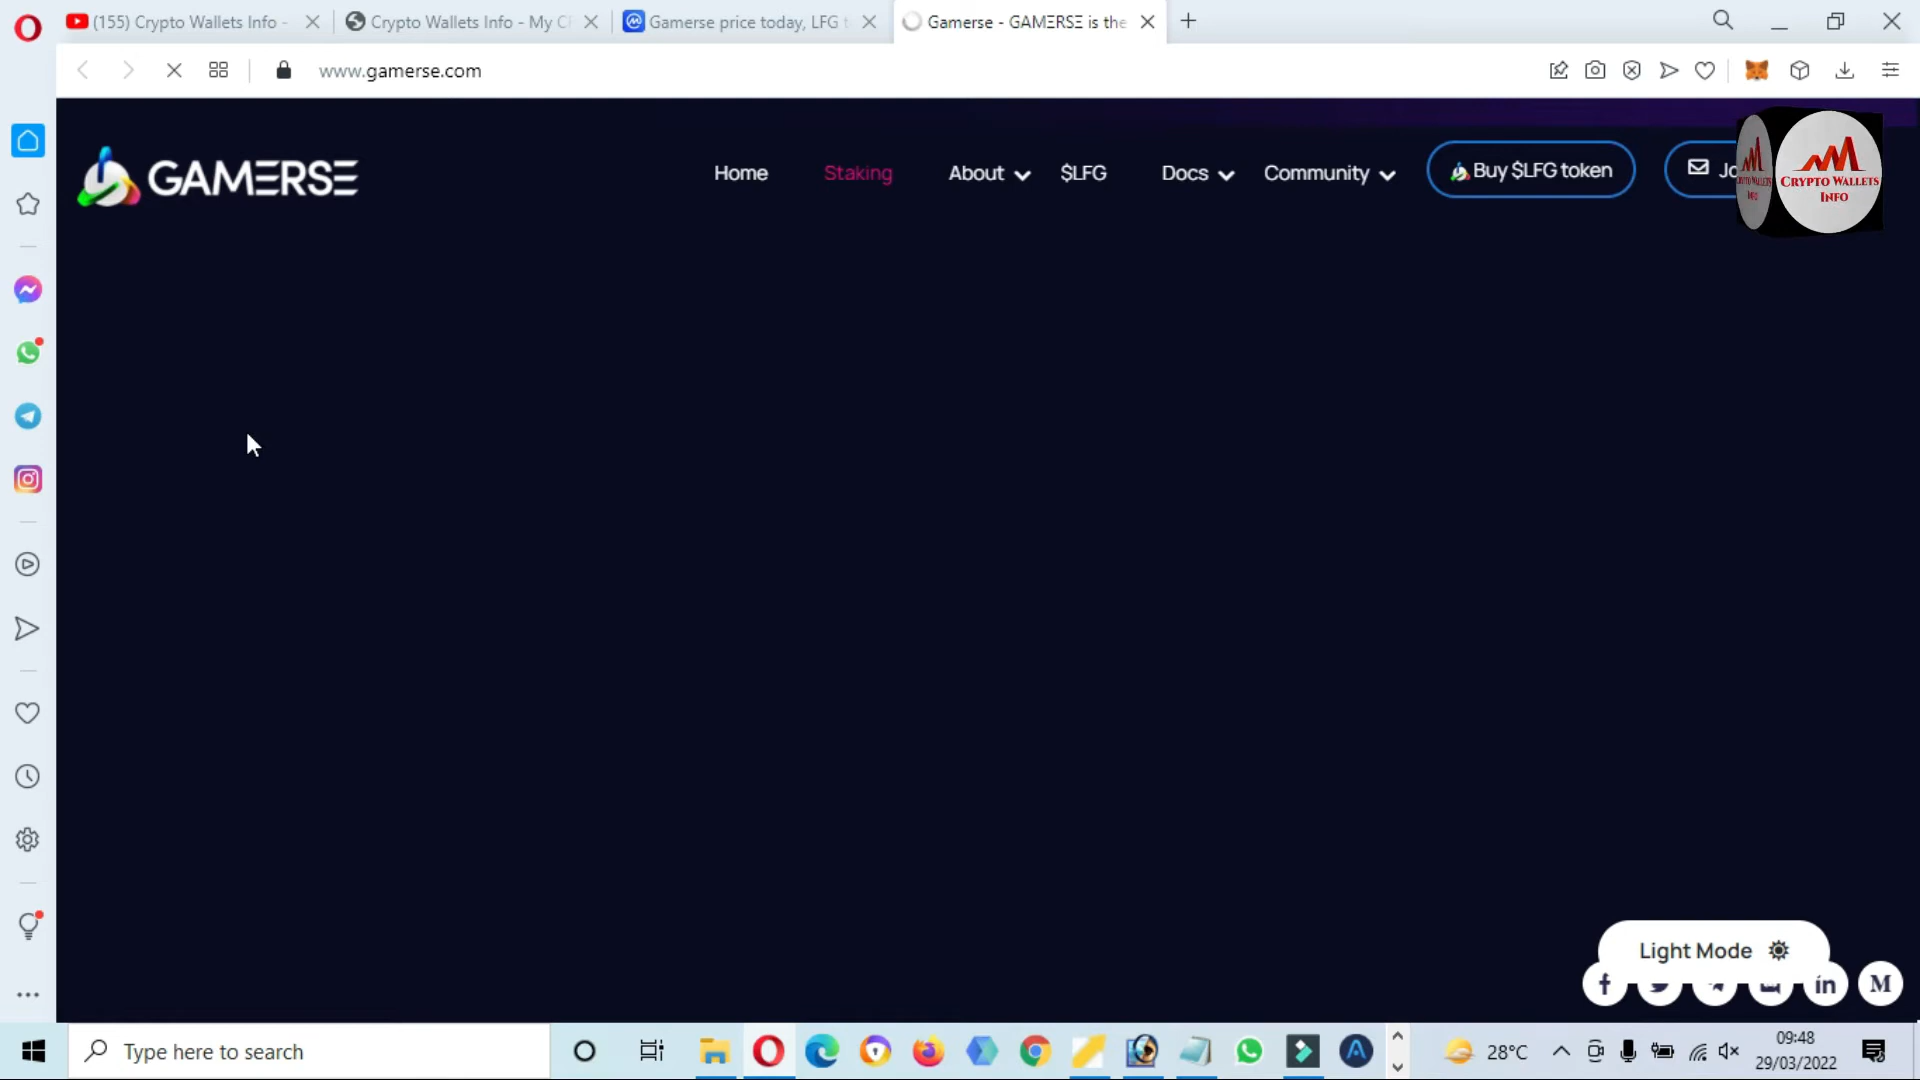 (155) Crypto Wallets Info -
Crypto Wallets Info - My C
Gamerse price today, LFG t
Gamerse - GAMΞRSΞ is the
www.gamerse.com
GAMΞRSΞ
Home
Staking
About
$LFG
Docs
Community
Buy $LFG token
Jo
CRYPTO WALLETS
INFO
Light Mode
Type here to search
28°C
09:48
29/03/2022